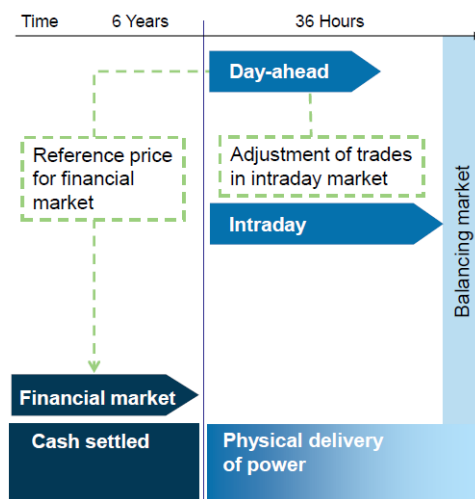 Time 6 Years 36 Hours
Day-ahead
Reference price
for financial
market
Adjustment of trades
in intraday market
Intraday
Balancing market
Financial market
Cash settled
Physical delivery
of power